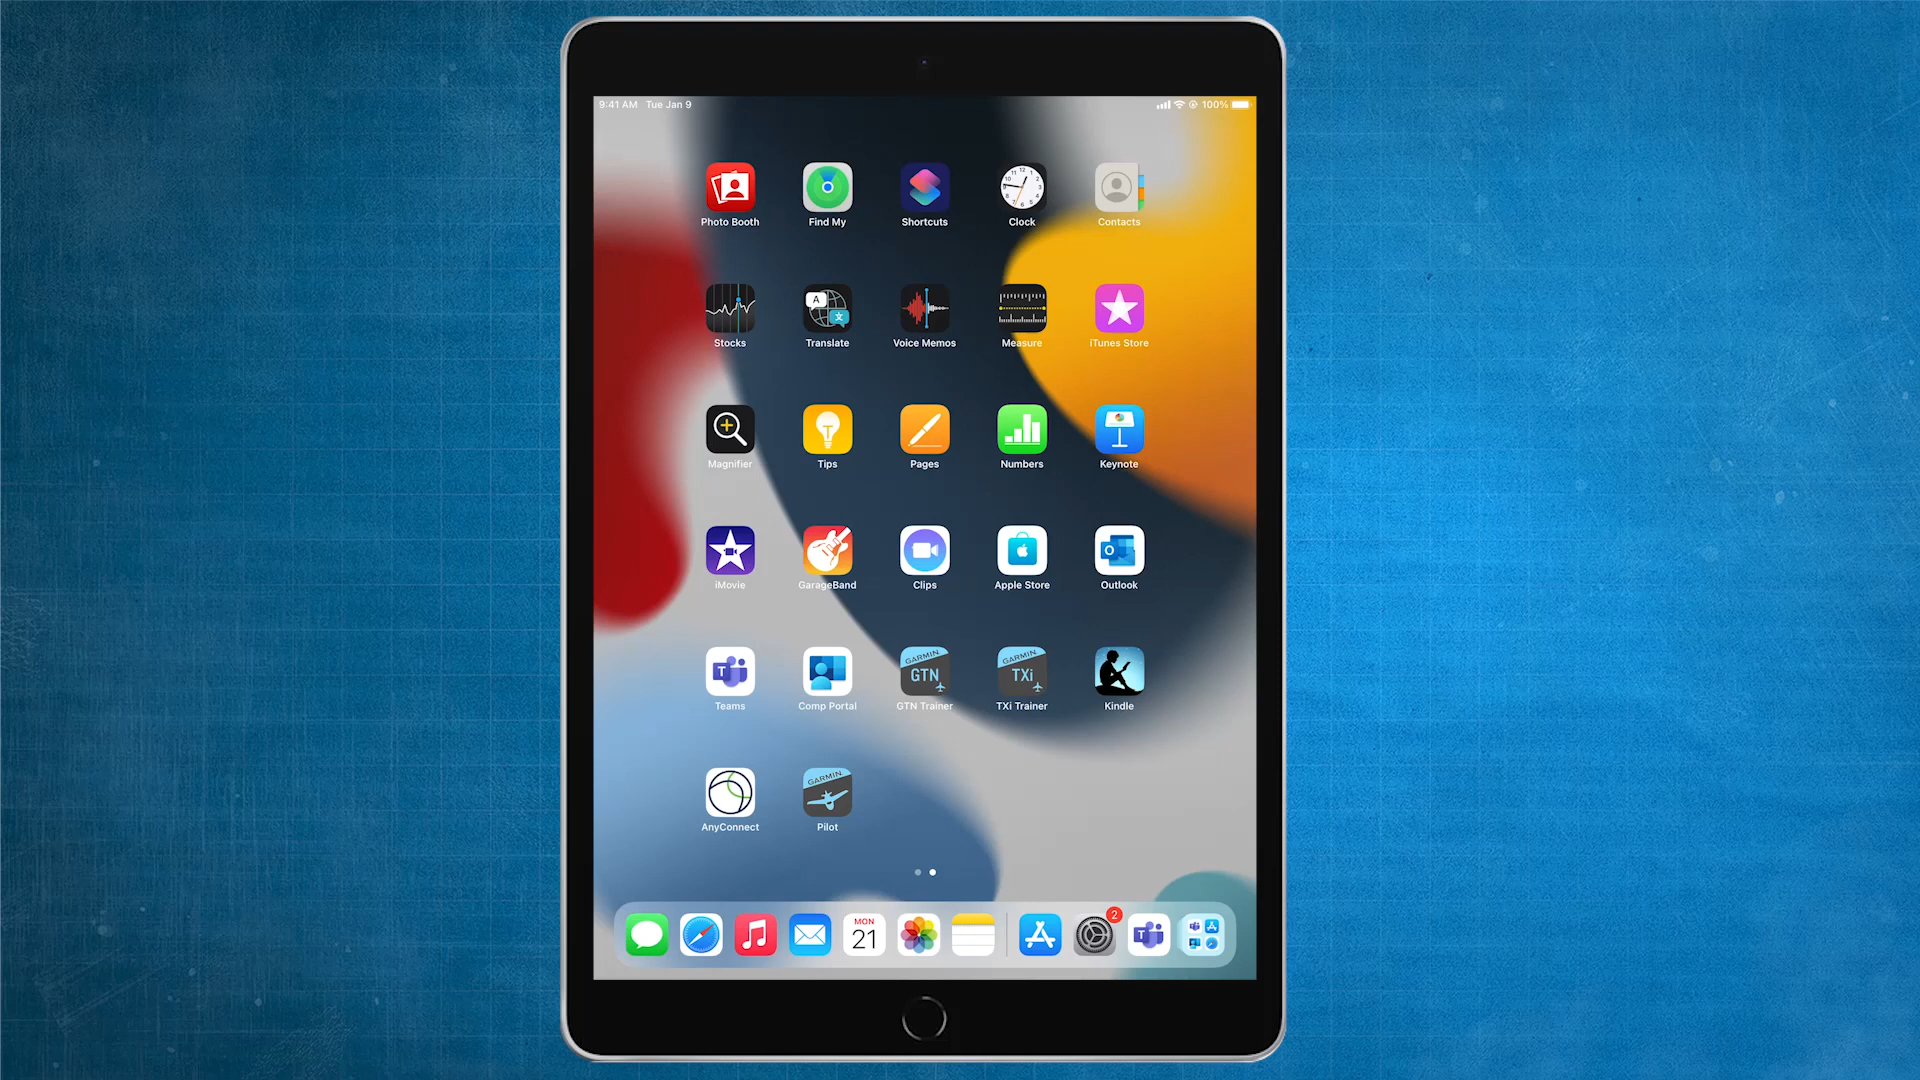 9:41 AM Tue Jan 9 100%
Photo Booth Find My Shortcuts Clock Contacts
Stocks Translate Voice Memos Measure iTunes Store
Magnifier Tips Pages Numbers Keynote
iMovie GarageBand Clips Apple Store Outlook
GARMIN. GARMIN.
T GTN TXi
Teams Comp Portal GTN Trainer TXi Trainer Kindle
GARMIN.
AnyConnect Pilot
MON 2
21